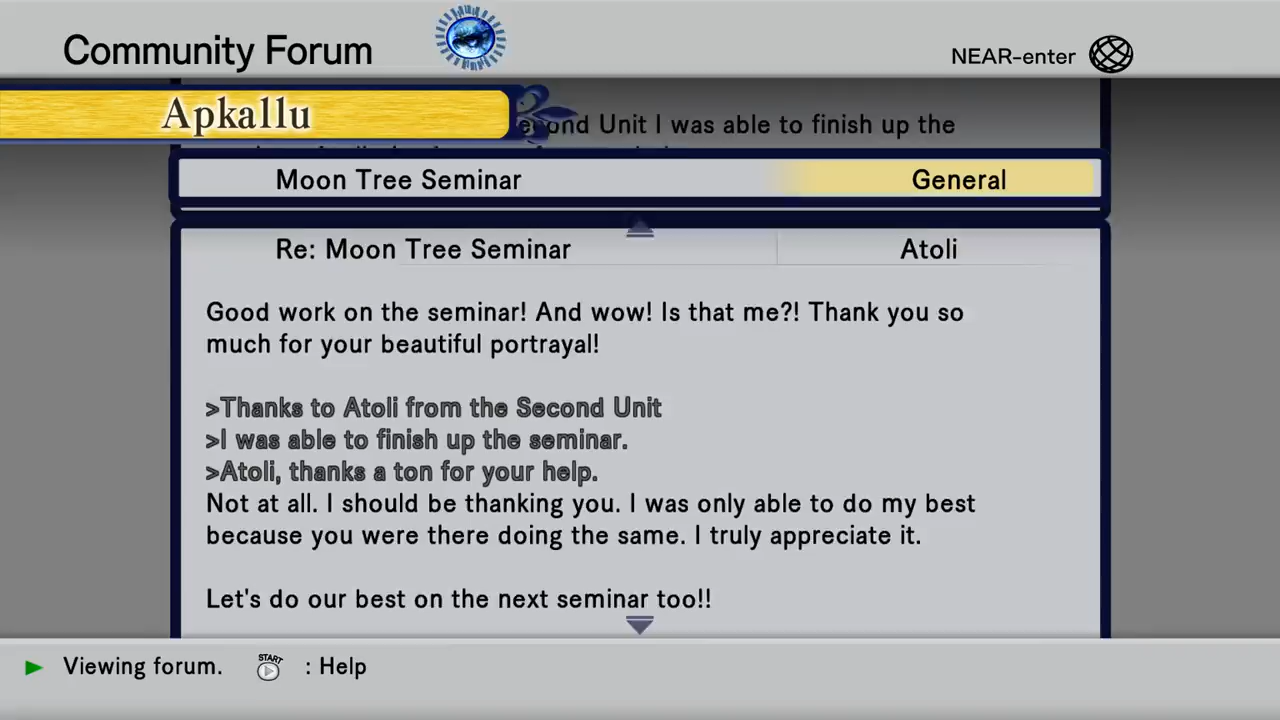 Community Forum
NEAR-enter
Apkallu
Second Unit I was able to finish up the
Moon Tree Seminar
General
Re: Moon Tree Seminar
Atoli
Good work on the seminar! And wow! Is that me?! Thank you so
much for your beautiful portrayal!
>Thanks to Atoli from the Second Unit
>I was able to finish up the seminar.
>Atoli, thanks a ton for your help.
Not at all. I should be thanking you. I was only able to do my best
because you were there doing the same. I truly appreciate it.
Let's do our best on the next seminar too!!
Viewing forum.
START
: Help